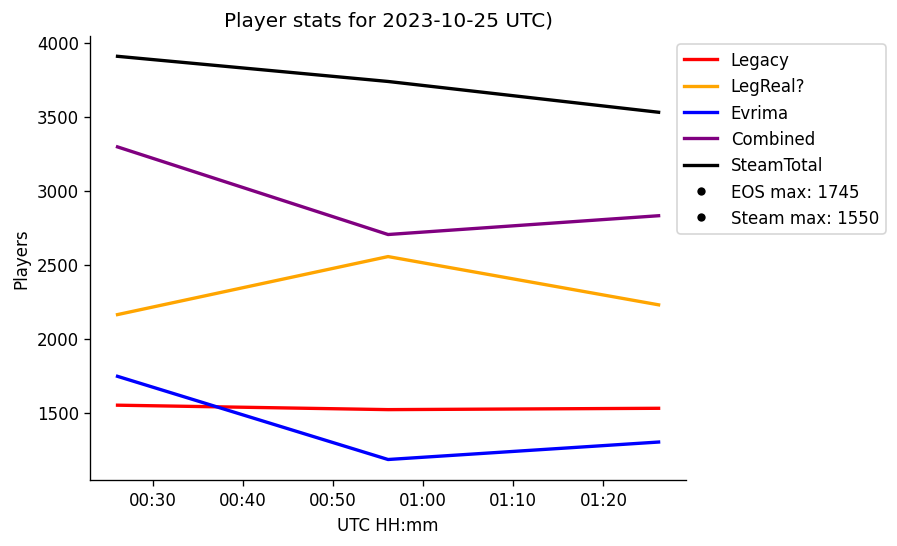 Player stats for 2023-10-25 UTC)
4000
3500
3000
2500
2000
1500
Players
00:30 00:40 00:50 01:00 01:10 01:20
UTC HH:mm
Legacy
LegReal?
Evrima
Combined
SteamTotal
EOS max: 1745
Steam max: 1550